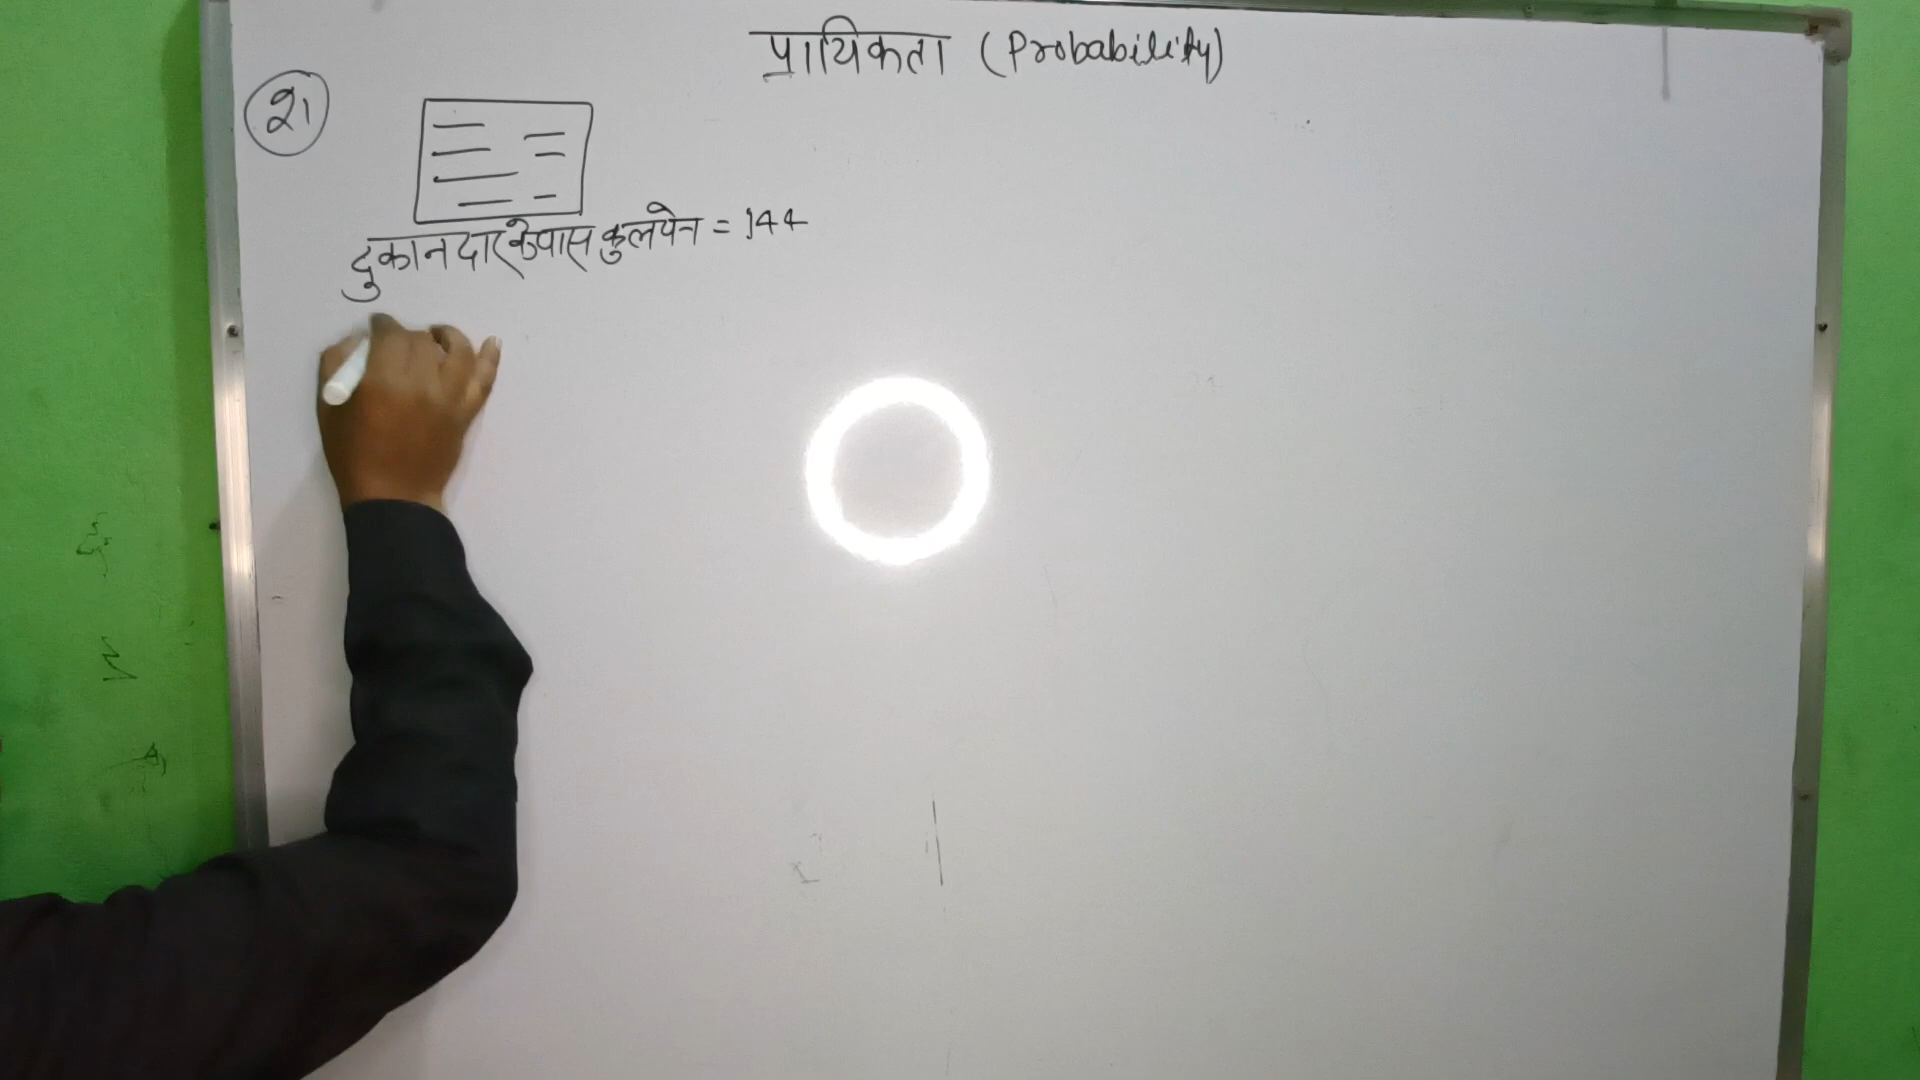 प्रायिकता (Probability)
21
दुकानदार के पास कुल पेन = 144